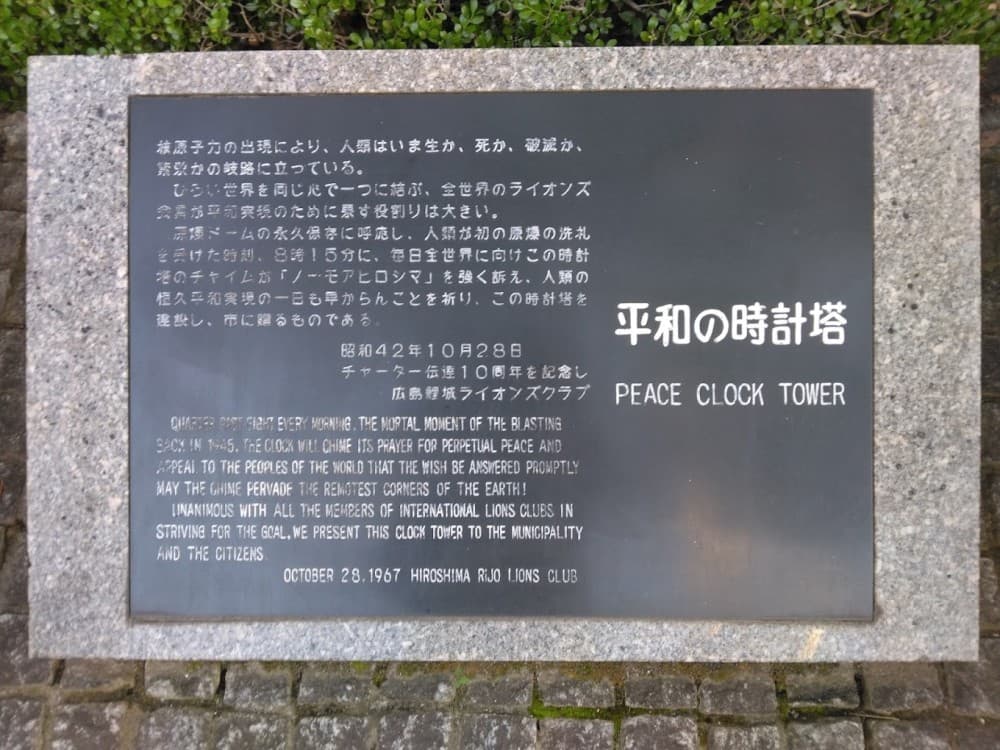 核原子力の出現により、人類はいま生か、死か、破滅か、
繁栄かの岐路に立っている。
ひろい世界を同じ心で一つに結ぶ、全世界のライオンズ
会員が平和実現のために果す役割りは大きい。
原爆ドームの永久保存に呼応し、人類が初の原爆の洗礼
を受けた時刻、8時15分に、毎日全世界に向けこの時計
塔のチャイムが「ノーモアヒロシマ」を強く訴え、人類の
恒久平和実現の一日も早からんことを祈り、この時計塔を
建設し、市に贈るものである。
昭和42年10月28日
チャーター伝達10周年を記念し
広島鯉城ライオンズクラブ
QUARTER PAST EIGHT EVERY MORNING, THE MORTAL MOMENT OF THE BLASTING
BACK IN 1945, THE CLOCK WILL CHIME ITS PRAYER FOR PERPETUAL PEACE AND
APPEAL TO THE PEOPLES OF THE WORLD THAT THE WISH BE ANSWERED PROMPTLY
MAY THE CHIME PERVADE THE REMOTEST CORNERS OF THE EARTH!
UNANIMOUS WITH ALL THE MEMBERS OF INTERNATIONAL LIONS CLUBS IN
STRIVING FOR THE GOAL, WE PRESENT THIS CLOCK TOWER TO THE MUNICIPALITY
AND THE CITIZENS
OCTOBER 28, 1967 HIROSHIMA RIJO LIONS CLUB
平和の時計塔
PEACE CLOCK TOWER